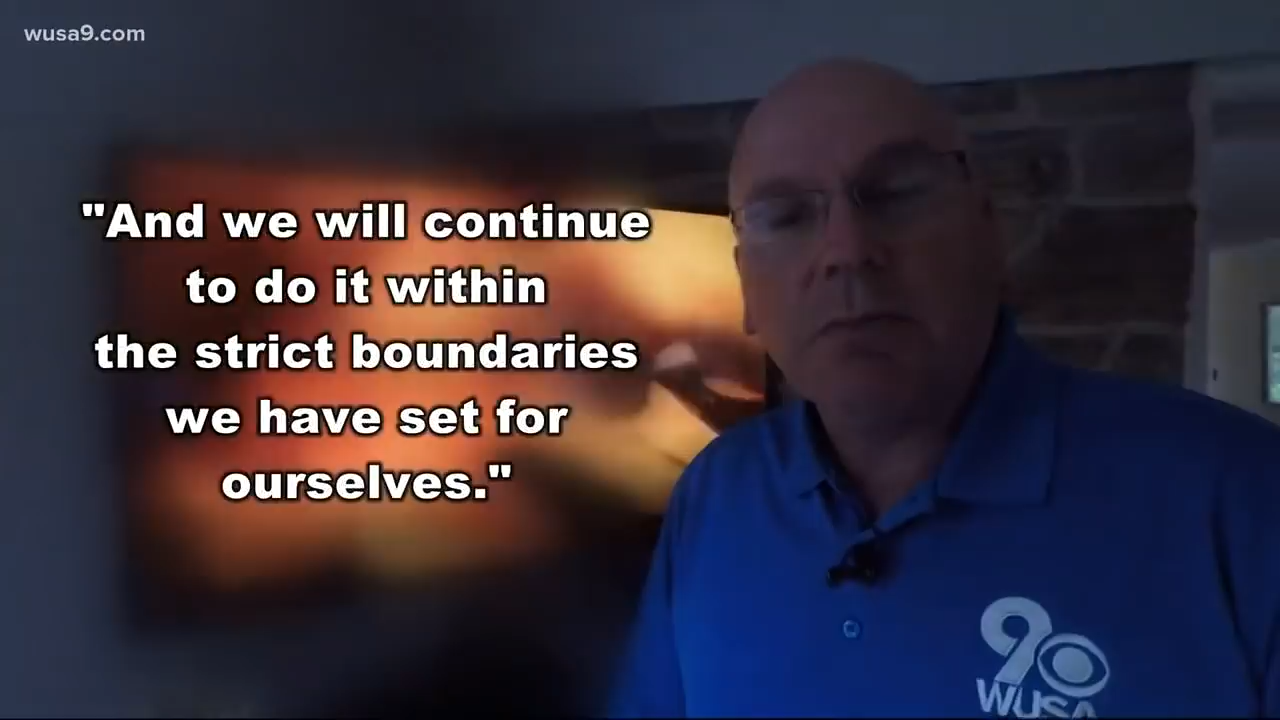 wusa9.com
"And we will continue
to do it within
the strict boundaries
we have set for
ourselves."
9
WUSA